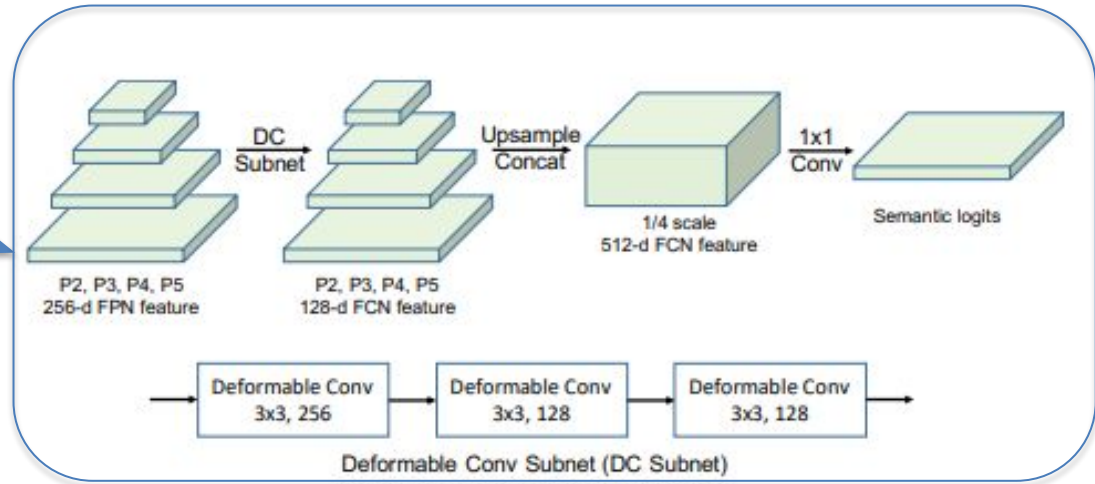 DC
Subnet
Upsample
Concat
1x1
Conv
P2, P3, P4, P5
256-d FPN feature
P2, P3, P4, P5
128-d FCN feature
1/4 scale
512-d FCN feature
Semantic logits
Deformable Conv
3x3, 256
Deformable Conv
3x3, 128
Deformable Conv
3x3, 128
Deformable Conv Subnet (DC Subnet)